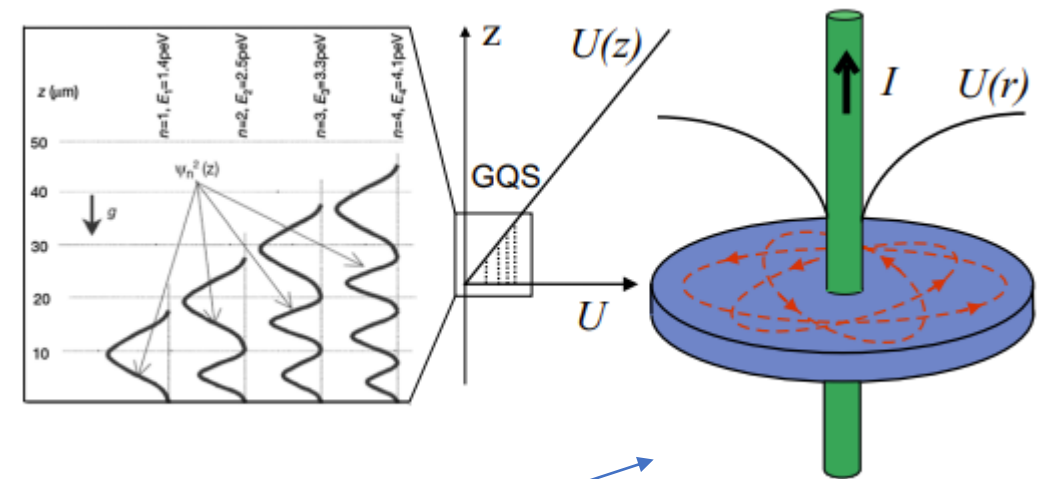 z (μm)
50
40
30
20
10
g
ψn²(z)
n=1, E1=1.4peV
n=2, E2=2.5peV
n=3, E3=3.3peV
n=4, E4=4.1peV
z
U(z)
GQS
U
I
U(r)